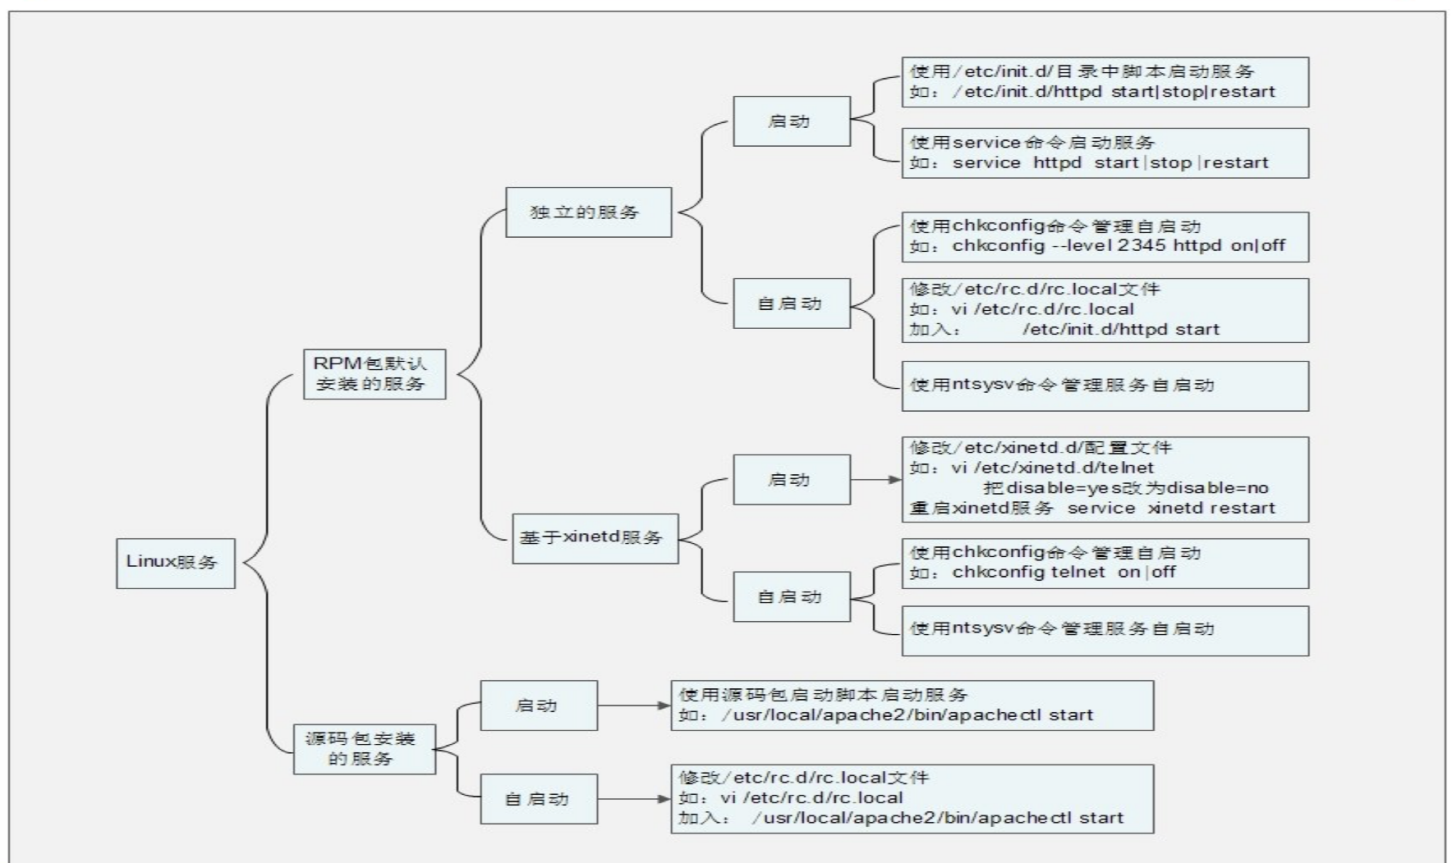 Linux服务
RPM包默认
安装的服务
独立的服务
启动
使用/etc/init.d/目录中脚本启动服务
如：/etc/init.d/httpd start|stop|restart
使用service命令启动服务
如：service httpd start|stop|restart
自启动
使用chkconfig命令管理自启动
如：chkconfig --level 2345 httpd on|off
修改/etc/rc.d/rc.local文件
如：vi /etc/rc.d/rc.local
加入： /etc/init.d/httpd start
使用ntsysv命令管理服务自启动
基于xinetd服务
启动
修改/etc/xinetd.d/配置文件
如：vi /etc/xinetd.d/telnet
把disable=yes改为disable=no
重启xinetd服务 service xinetd restart
自启动
使用chkconfig命令管理自启动
如：chkconfig telnet on|off
使用ntsysv命令管理服务自启动
源码包安装
的服务
启动
使用源码包启动脚本启动服务
如：/usr/local/apache2/bin/apachectl start
自启动
修改/etc/rc.d/rc.local文件
如：vi /etc/rc.d/rc.local
加入： /usr/local/apache2/bin/apachectl start